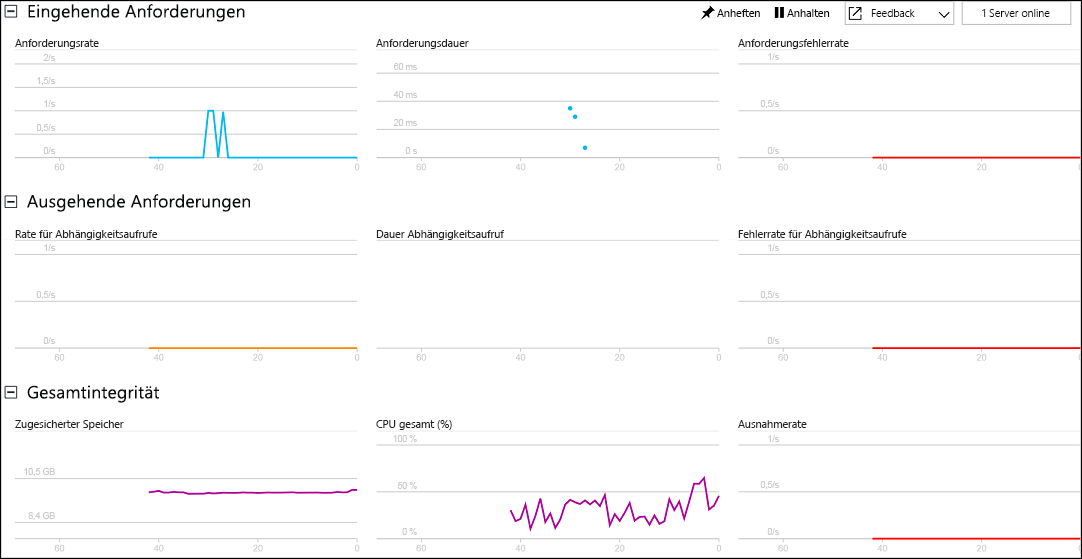 Eingehende Anforderungen
Anheften Anhalten Feedback 1 Server online
Anforderungsrate Anforderungsdauer Anforderungsfehlerrate
2/s
1,5/s
1/s
0,5/s
0/s
60 40 20 0
60 ms
40 ms
20 ms
0 s
60 40 20 0
1/s
0,5/s
0/s
60 40 20
Ausgehende Anforderungen
Rate für Abhängigkeitsaufrufe Dauer Abhängigkeitsaufruf Fehlerrate für Abhängigkeitsaufrufe
1/s
0,5/s
0/s
60 40 20 0
60 40 20 0
1/s
0,5/s
0/s
60 40 20
Gesamtintegrität
Zugesicherter Speicher CPU gesamt (%) Ausnahmerate
10,5 GB
8,4 GB
60 40 20 0
100 %
50 %
0 %
60 40 20 0
1/s
0,5/s
0/s
60 40 20